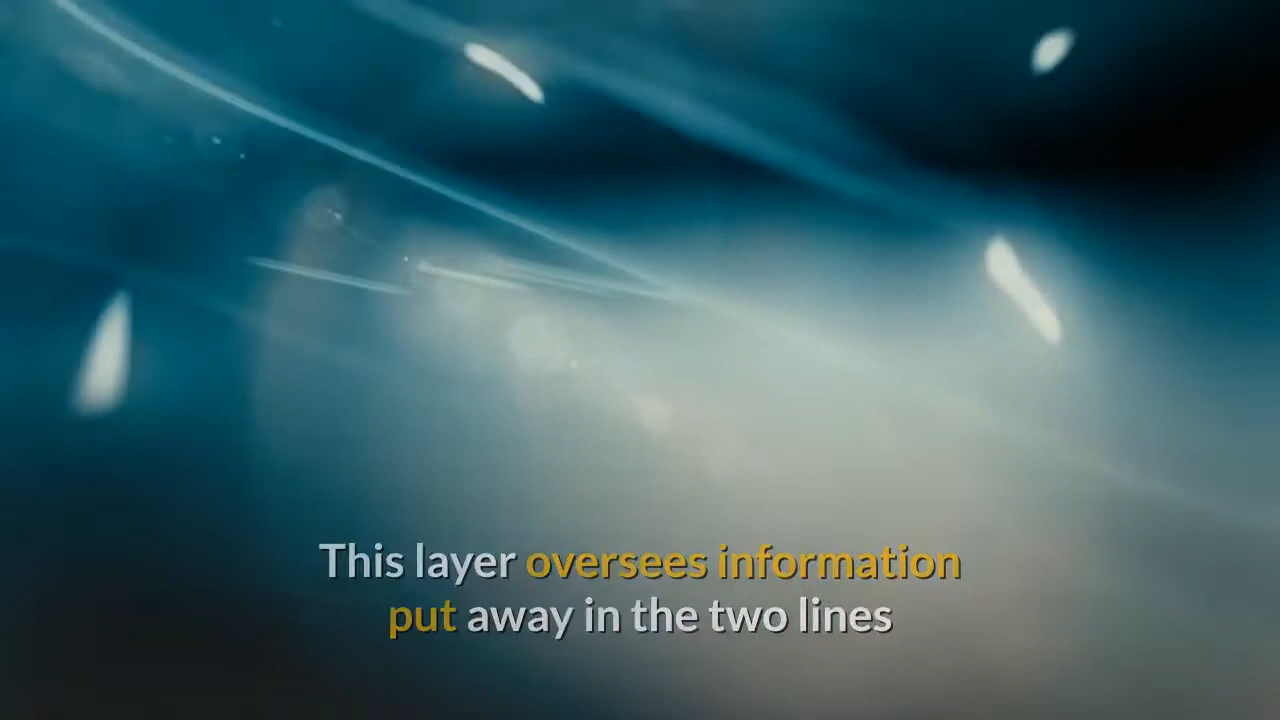 This layer oversees information
put away in the two lines